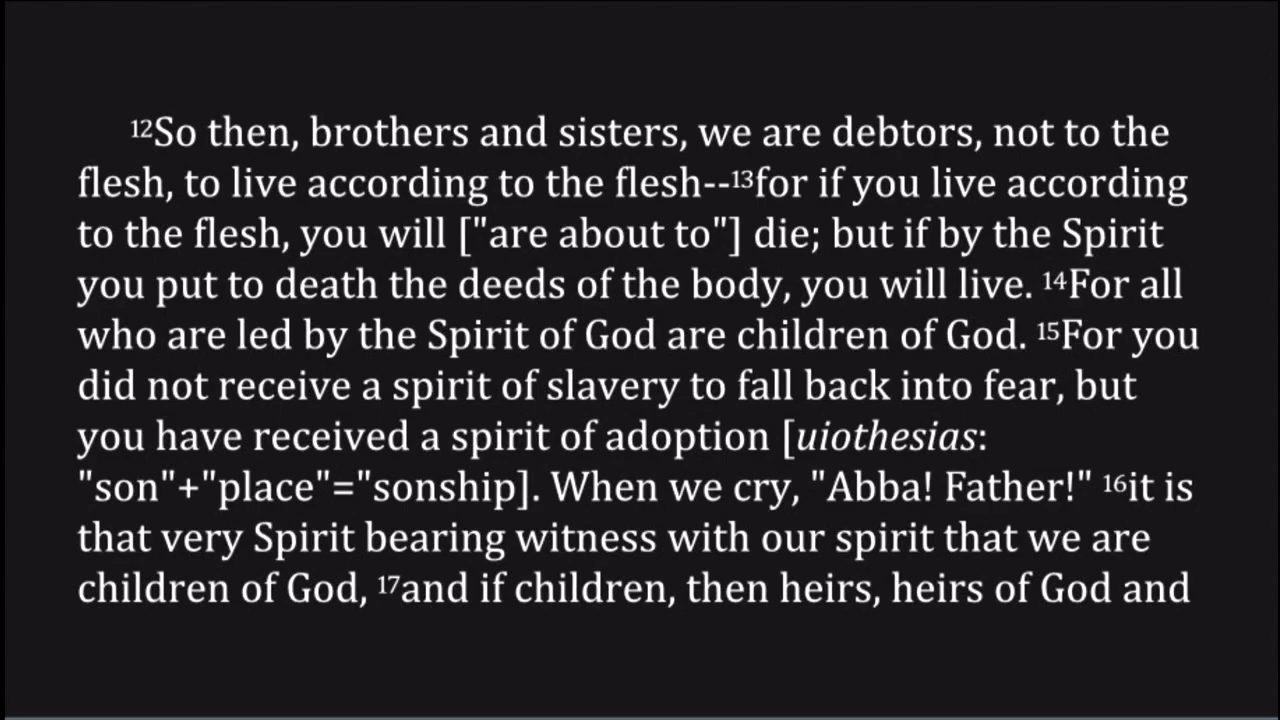 ¹²So then, brothers and sisters, we are debtors, not to the
flesh, to live according to the flesh--¹³for if you live according
to the flesh, you will ["are about to"] die; but if by the Spirit
you put to death the deeds of the body, you will live. ¹⁴For all
who are led by the Spirit of God are children of God. ¹⁵For you
did not receive a spirit of slavery to fall back into fear, but
you have received a spirit of adoption [uiothesias:
"son"+"place"="sonship]. When we cry, "Abba! Father!" ¹⁶it is
that very Spirit bearing witness with our spirit that we are
children of God, ¹⁷and if children, then heirs, heirs of God and